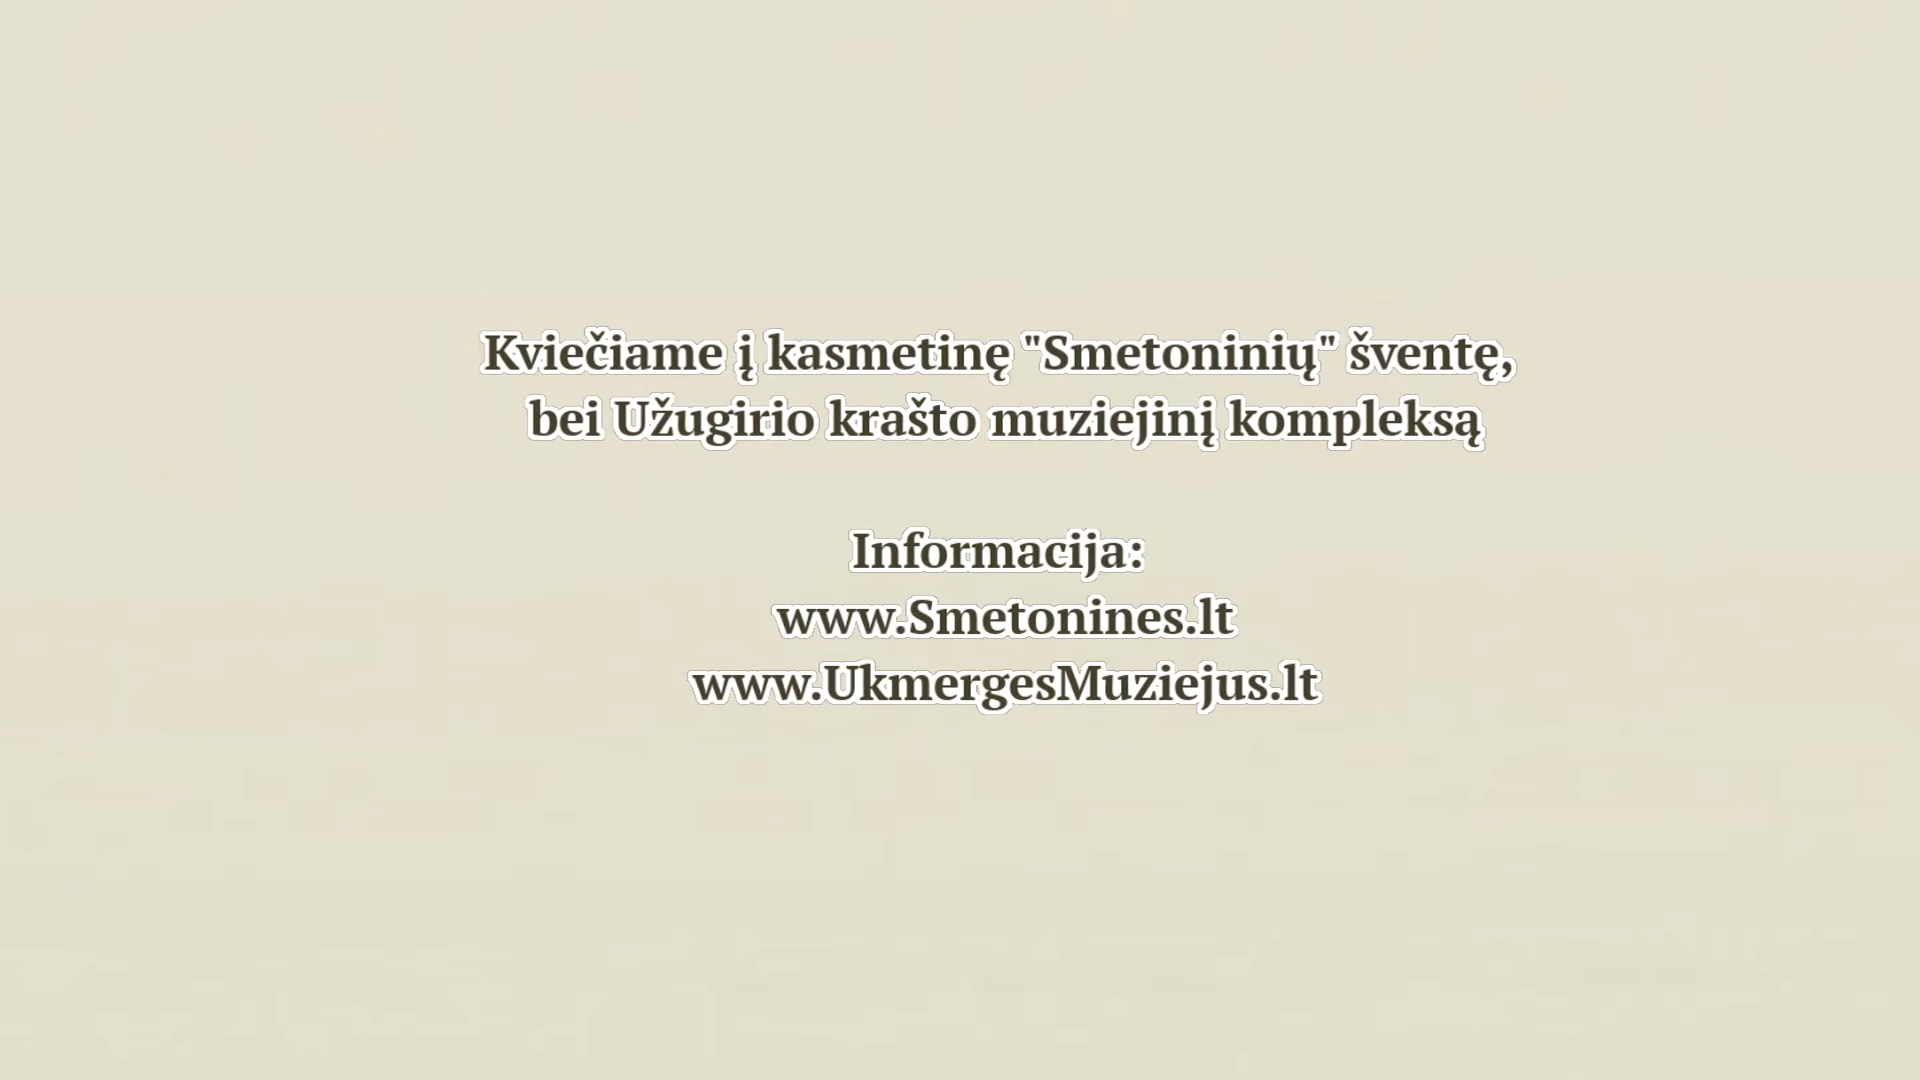 Kviečiame į kasmetinę "Smetoninių" šventę,
bei Užugirio krašto muziejinį kompleksą
Informacija:
www.Smetonines.lt
www.UkmergesMuziejus.lt